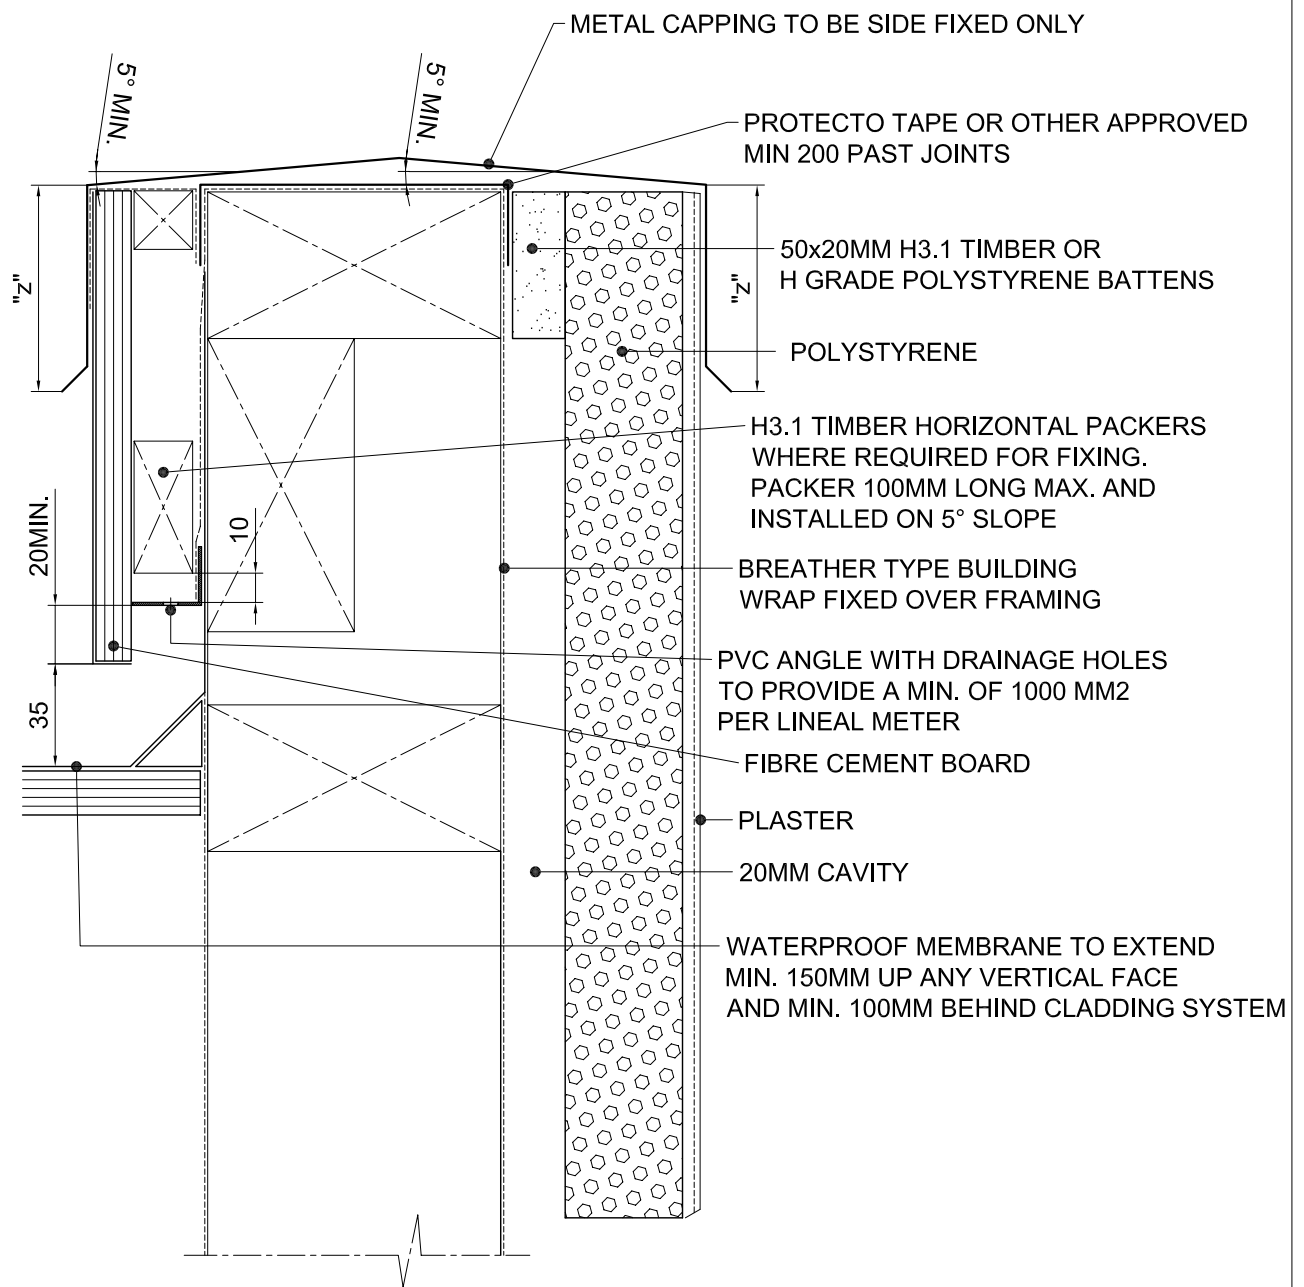 METAL CAPPING TO BE SIDE FIXED ONLY
5° MIN.
5° MIN.
PROTECTO TAPE OR OTHER APPROVED
MIN 200 PAST JOINTS
50x20MM H3.1 TIMBER OR
H GRADE POLYSTYRENE BATTENS
"Z"
"Z"
POLYSTYRENE
H3.1 TIMBER HORIZONTAL PACKERS
WHERE REQUIRED FOR FIXING.
PACKER 100MM LONG MAX. AND
INSTALLED ON 5° SLOPE
20MIN.
10
BREATHER TYPE BUILDING
WRAP FIXED OVER FRAMING
PVC ANGLE WITH DRAINAGE HOLES
TO PROVIDE A MIN. OF 1000 MM2
PER LINEAL METER
35
FIBRE CEMENT BOARD
PLASTER
20MM CAVITY
WATERPROOF MEMBRANE TO EXTEND
MIN. 150MM UP ANY VERTICAL FACE
AND MIN. 100MM BEHIND CLADDING SYSTEM